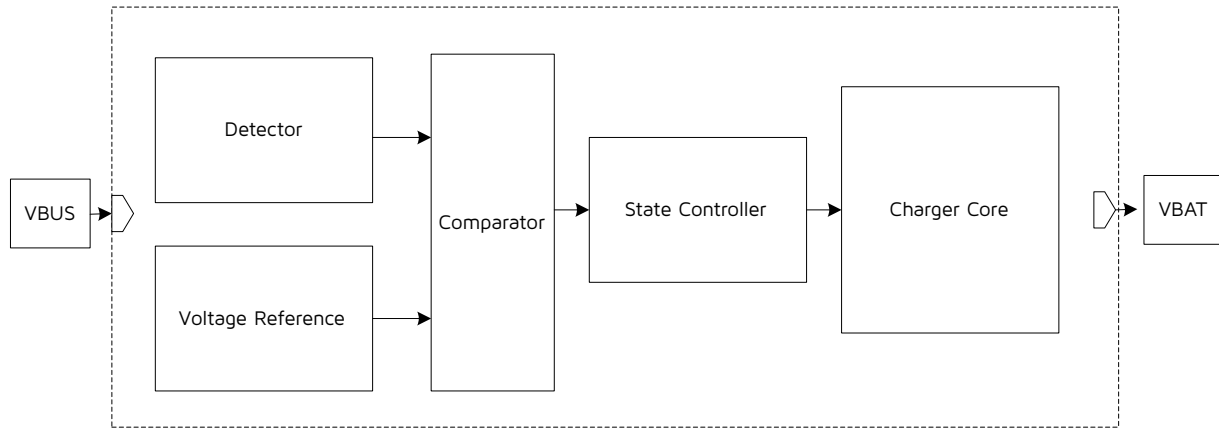 Detector
VBUS
Comparator
State Controller
Charger Core
VBAT
Voltage Reference